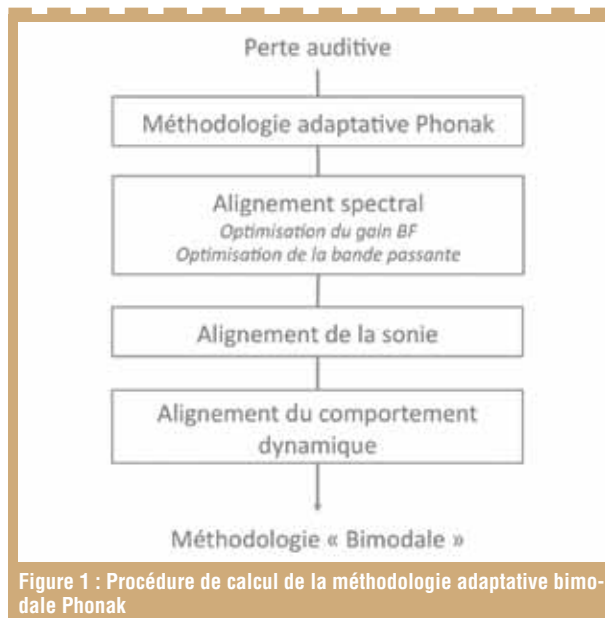 Perte auditive
Méthodologie adaptative Phonak
Alignement spectral
Optimisation du gain BF
Optimisation de la bande passante
Alignement de la sonie
Alignement du comportement
dynamique
Méthodologie « Bimodale »
Figure 1 : Procédure de calcul de la méthodologie adaptative bimo-
dale Phonak